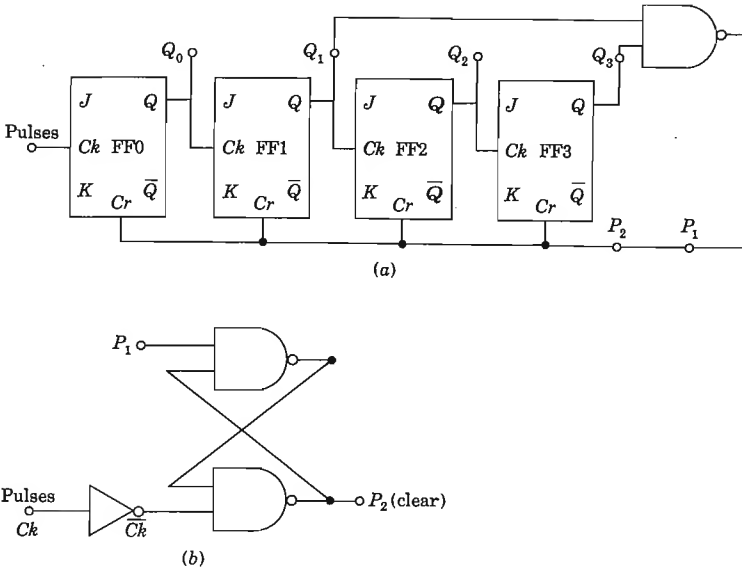 Q₀ Q₁ Q₂ Q₃
J Q J Q J Q J Q
Pulses
Ck FF0 Ck FF1 Ck FF2 Ck FF3
K Q̅ K Q̅ K Q̅ K Q̅
Cr Cr Cr Cr
P₂ P₁
(a)
P₁
Pulses
Ck
C̅k̅
P₂ (clear)
(b)